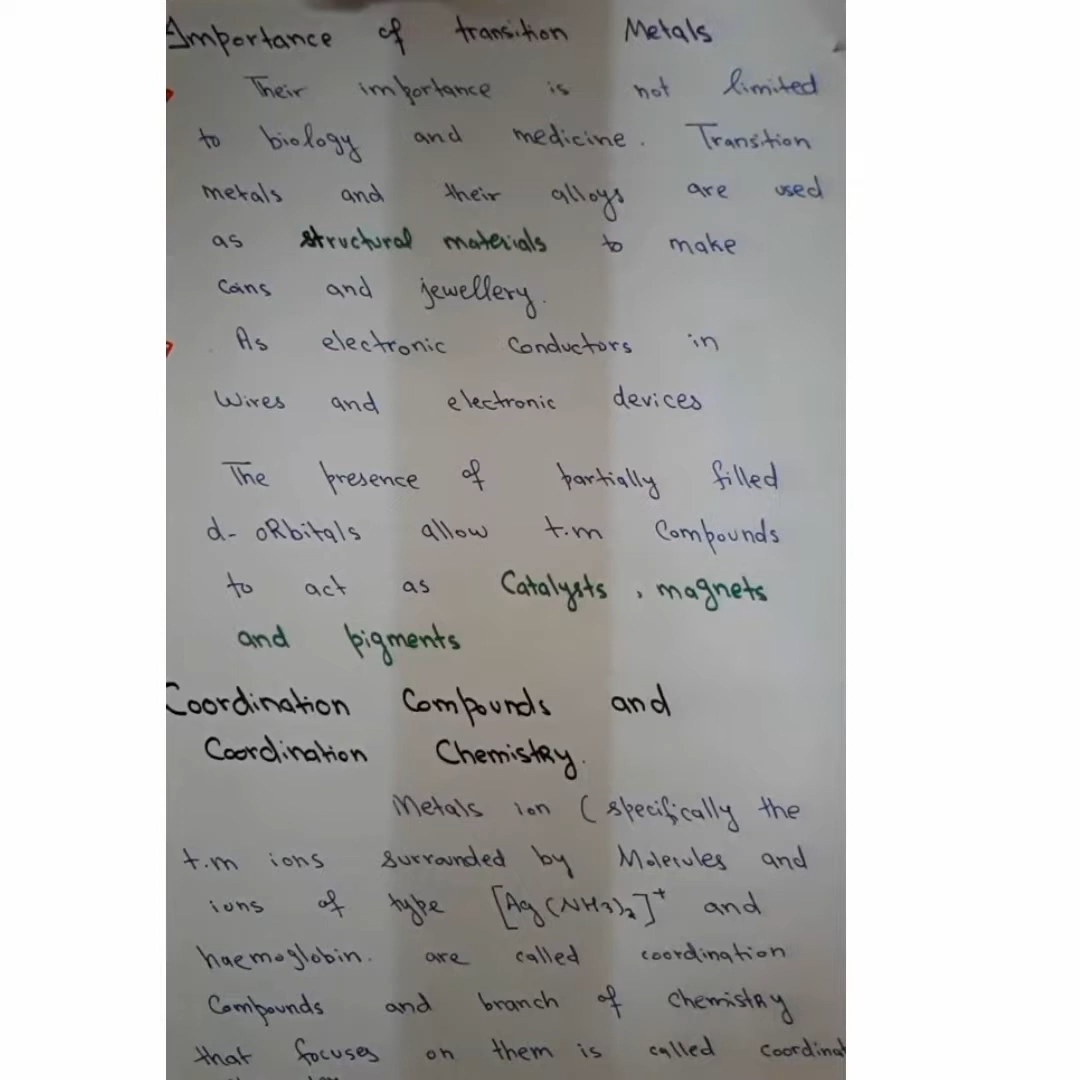 Importance of transition Metals
Their importance is not limited
to biology and medicine. Transition
metals and their alloys are used
as structural materials to make
cans and jewellery.
As electronic conductors in
wires and electronic devices
The presence of partially filled
d-oRbitals allow t.m Compounds
to act as Catalysts, magnets
and pigments
Coordination Compounds and
Coordination ChemistRy.
Metals ion (specifically the
t.m ions surrounded by Molecules and
ions of type [Ag(NH3)2]+ and
haemoglobin. are called coordination
Compounds and branch of chemistRy
that focuses on them is called coordinat